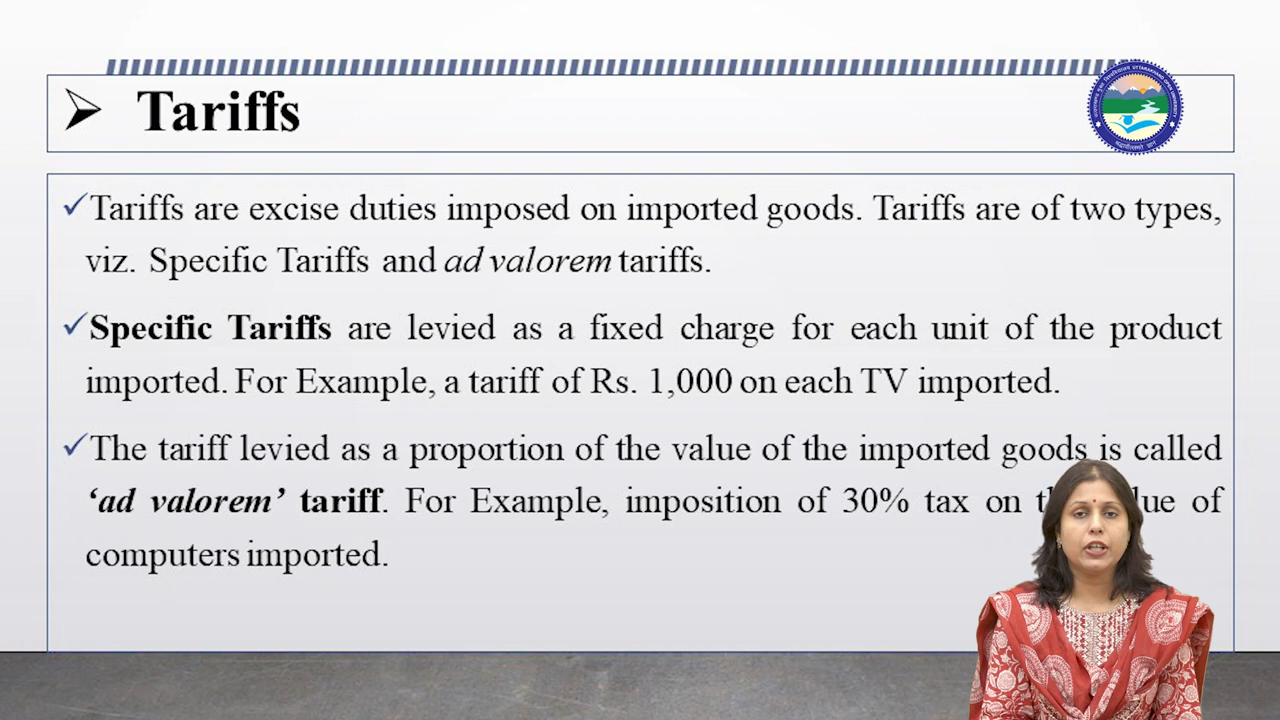 Tariffs
Tariffs are excise duties imposed on imported goods. Tariffs are of two types,
viz. Specific Tariffs and ad valorem tariffs.
Specific Tariffs are levied as a fixed charge for each unit of the product
imported. For Example, a tariff of Rs. 1,000 on each TV imported.
The tariff levied as a proportion of the value of the imported goods is called
‘ad valorem’ tariff. For Example, imposition of 30% tax on
of
computers imported.